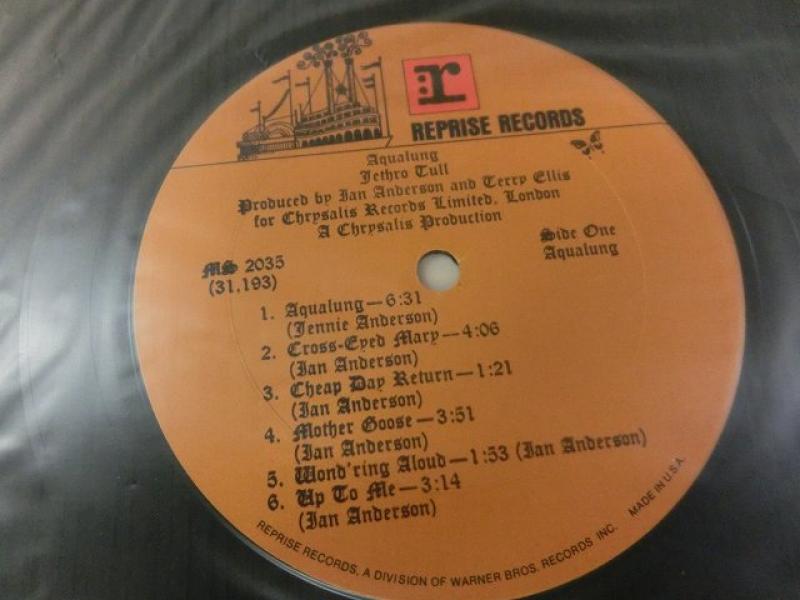 r
REPRISE RECORDS
Aqualung
Jethro Tull
Produced by Ian Anderson and Terry Ellis
for Chrysalis Records Limited, London
A Chrysalis Production
Side One
Aqualung
MS 2035
(31,193)
1. Aqualung—6:31
(Jennie Anderson)
2. Cross-Eyed Mary—4:06
(Ian Anderson)
3. Cheap Day Return—1:21
(Ian Anderson)
4. Mother Goose—3:51
(Ian Anderson)
5. Wond'ring Aloud—1:53 (Ian Anderson)
6. Up To Me—3:14
(Ian Anderson)
REPRISE RECORDS, A DIVISION OF WARNER BROS. RECORDS INC. MADE IN U.S.A.